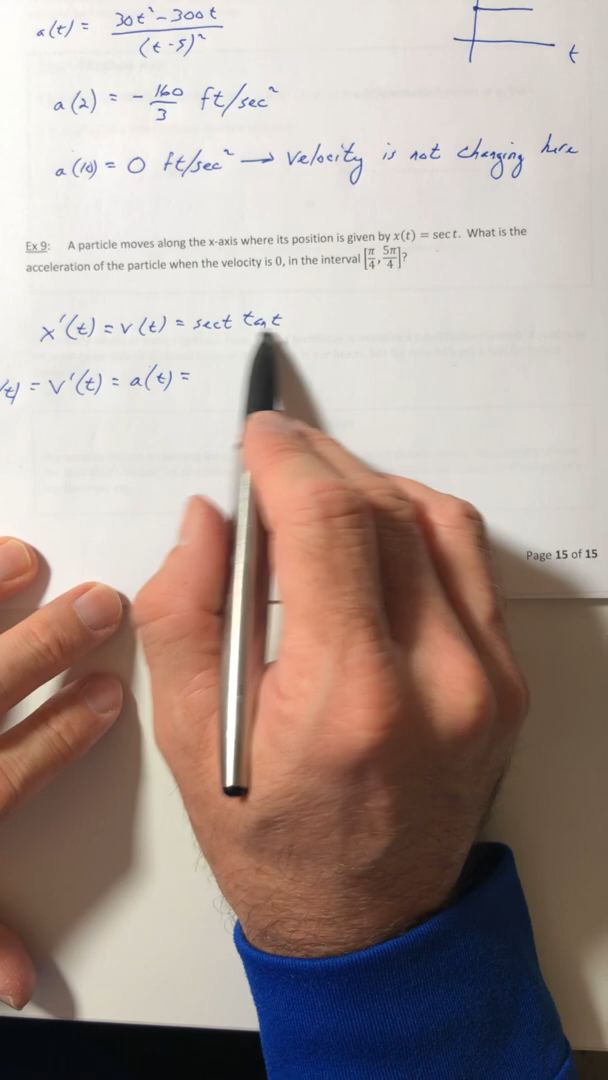 a(t) = (30t² - 300t)/(t - 5)²
t
a(2) = - 160/3 ft/sec²
a(10) = 0 ft/sec² → velocity is not changing here
Ex 9: A particle moves along the x-axis where its position is given by x(t) = sec t. What is the
acceleration of the particle when the velocity is 0, in the interval [π/4, 5π/4]?
x'(t) = v(t) = sect tant
= v'(t) = a(t) =
Page 15 of 15